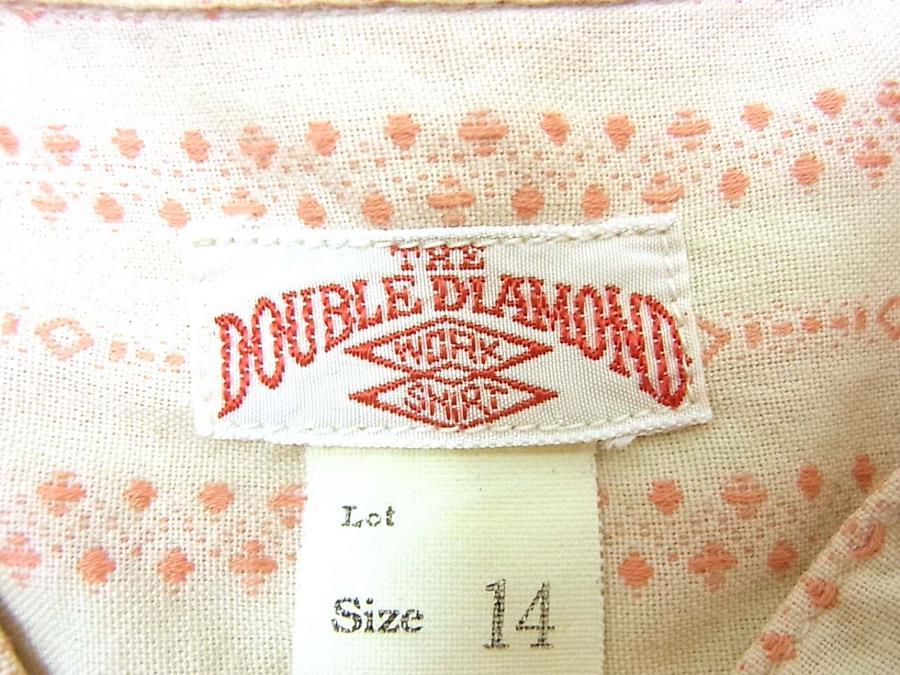 THE
DOUBLE DIAMOND
WORK
SHIRT
Lot
Size 14